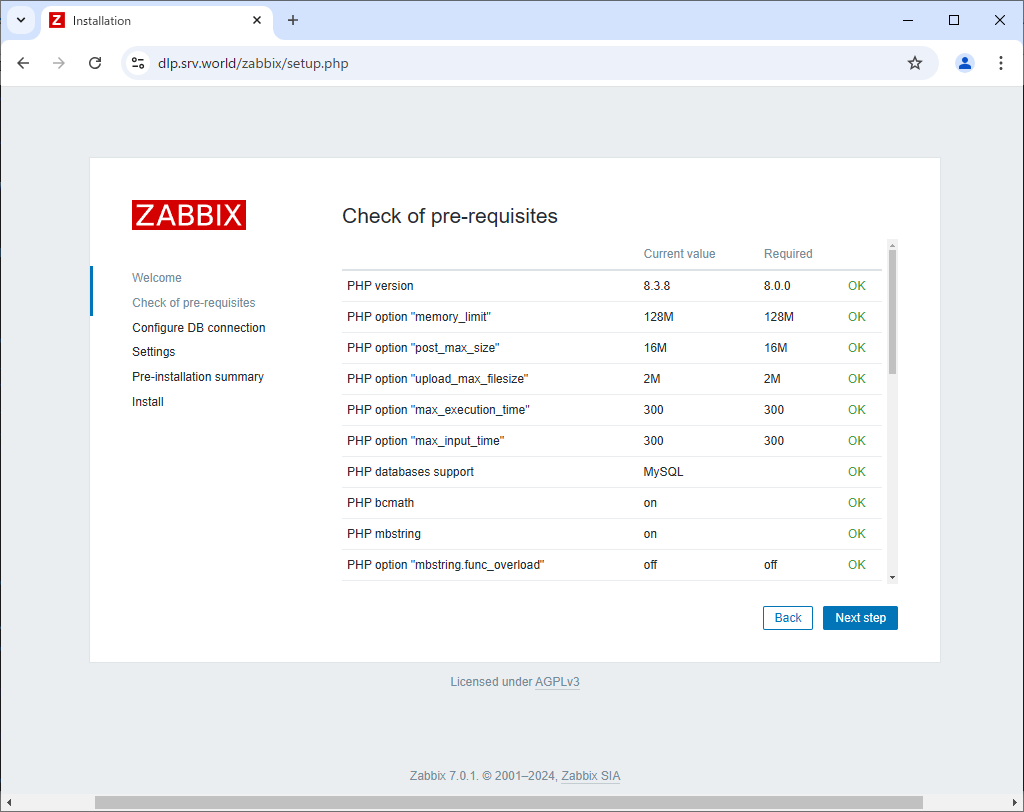 Z Installation
dlp.srv.world/zabbix/setup.php
ZABBIX
Welcome
Check of pre-requisites
Configure DB connection
Settings
Pre-installation summary
Install
Check of pre-requisites
Current value Required
PHP version 8.3.8 8.0.0 OK
PHP option "memory_limit" 128M 128M OK
PHP option "post_max_size" 16M 16M OK
PHP option "upload_max_filesize" 2M 2M OK
PHP option "max_execution_time" 300 300 OK
PHP option "max_input_time" 300 300 OK
PHP databases support MySQL OK
PHP bcmath on OK
PHP mbstring on OK
PHP option "mbstring.func_overload" off off OK
Back Next step
Licensed under AGPLv3
Zabbix 7.0.1. © 2001–2024, Zabbix SIA